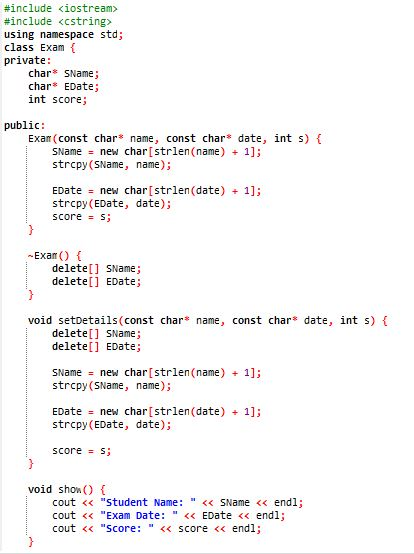 #include <iostream>
#include <cstring>
using namespace std;
class Exam {
private:
    char* SName;
    char* EDate;
    int score;

public:
    Exam(const char* name, const char* date, int s) {
        SName = new char[strlen(name) + 1];
        strcpy(SName, name);

        EDate = new char[strlen(date) + 1];
        strcpy(EDate, date);
        score = s;
    }

    ~Exam() {
        delete[] SName;
        delete[] EDate;
    }

    void setDetails(const char* name, const char* date, int s) {
        delete[] SName;
        delete[] EDate;

        SName = new char[strlen(name) + 1];
        strcpy(SName, name);

        EDate = new char[strlen(date) + 1];
        strcpy(EDate, date);

        score = s;
    }

    void show() {
        cout << "Student Name: " << SName << endl;
        cout << "Exam Date: " << EDate << endl;
        cout << "Score: " << score << endl;
    }